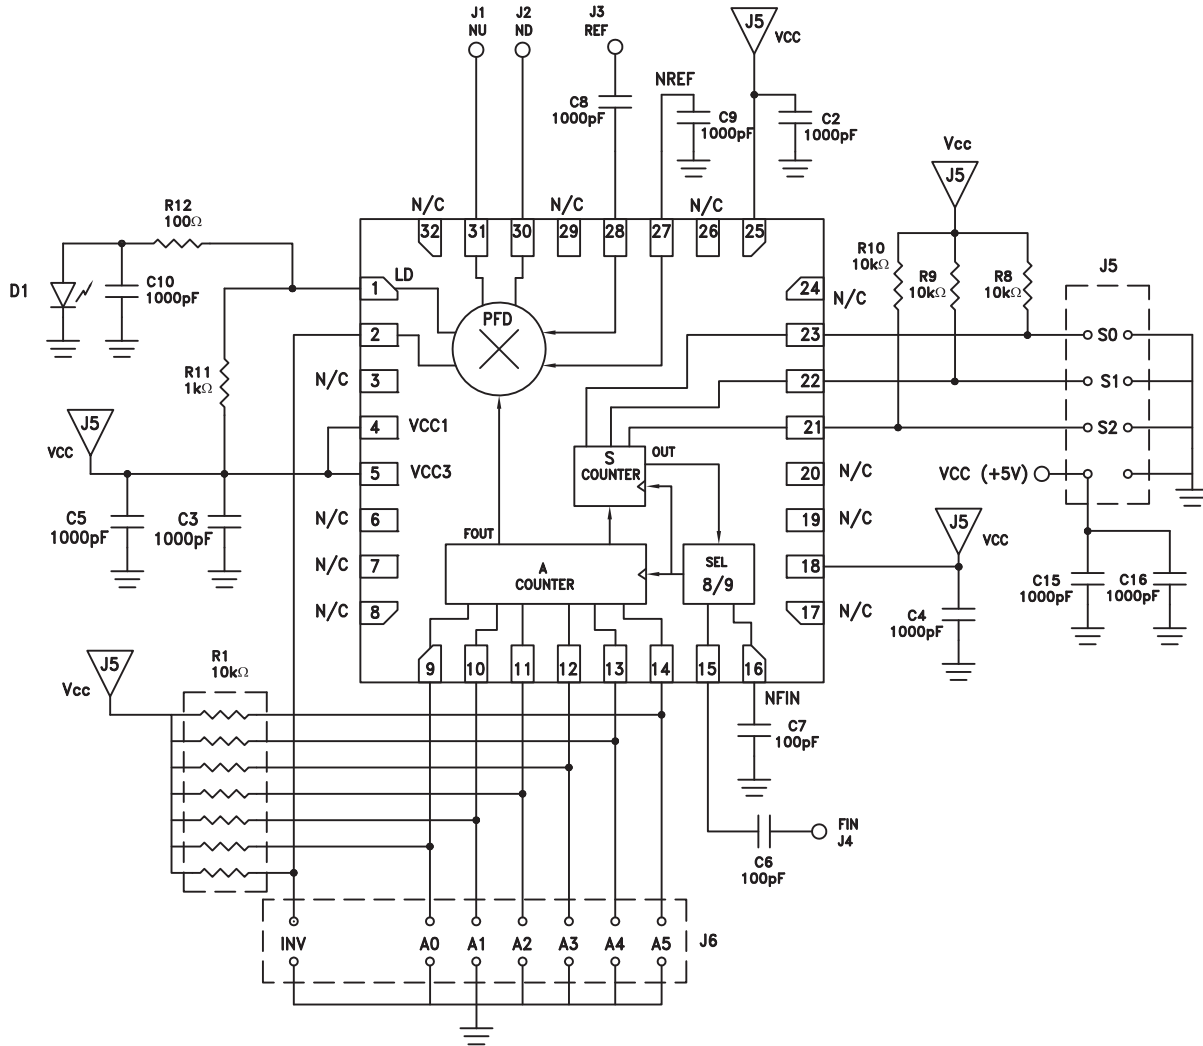 J1
NU
J2
ND
J3
REF
J5
VCC
NREF
C8
1000pF
C9
1000pF
C2
1000pF
Vcc
J5
R12
100Ω
N/C
N/C
N/C
32
31
30
29
28
27
26
25
R10
10kΩ
R9
10kΩ
R8
10kΩ
J5
D1
C10
1000pF
LD
1
24
N/C
PFD
2
23
S0
R11
1kΩ
N/C
3
22
S1
J5
VCC
4
VCC1
21
S2
S
COUNTER
OUT
5
VCC3
20
N/C
VCC (+5V)
C5
1000pF
C3
1000pF
N/C
6
19
N/C
J5
VCC
FOUT
N/C
7
A
COUNTER
SEL
8/9
18
C15
1000pF
C16
1000pF
N/C
8
17
N/C
C4
1000pF
J5
Vcc
R1
10kΩ
9
10
11
12
13
14
15
16
NFIN
C7
100pF
FIN
J4
C6
100pF
INV
A0
A1
A2
A3
A4
A5
J6